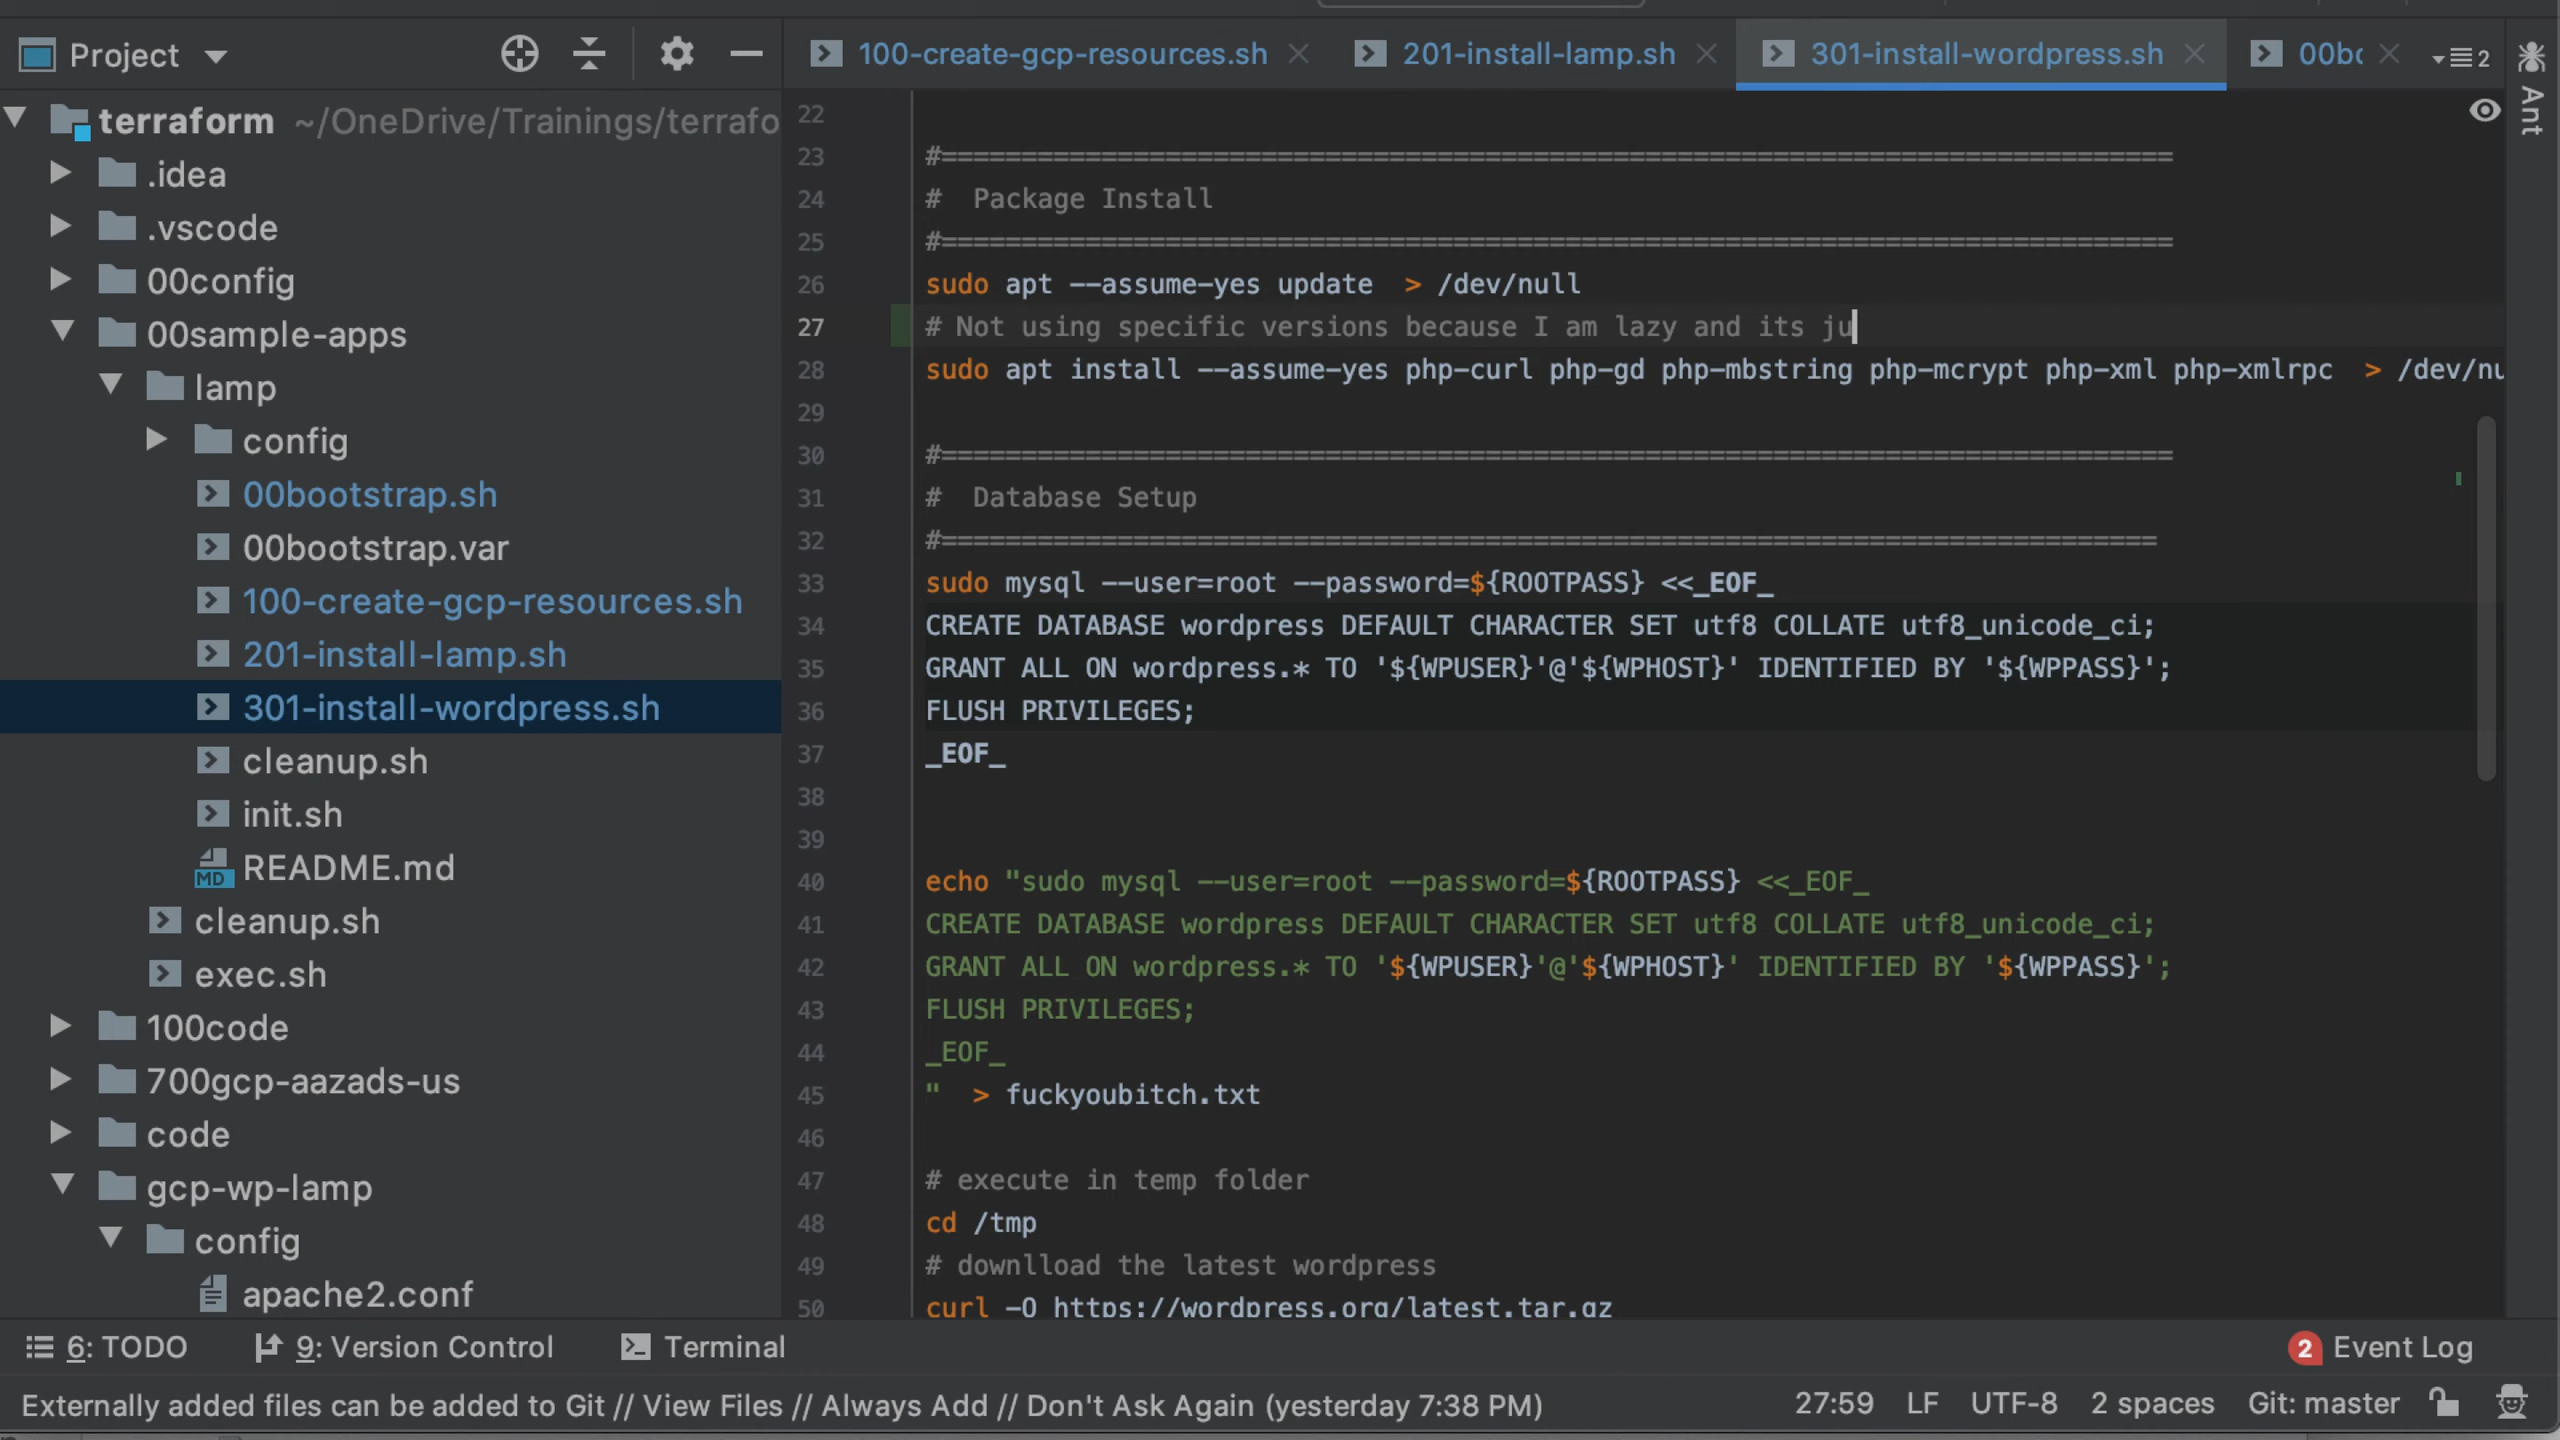 Project
100-create-gcp-resources.sh
201-install-lamp.sh
301-install-wordpress.sh
2
Ant
terraform ~/OneDrive/Trainings/terrafo
.idea
.vscode
00config
00sample-apps
lamp
config
00bootstrap.sh
00bootstrap.var
100-create-gcp-resources.sh
201-install-lamp.sh
301-install-wordpress.sh
cleanup.sh
init.sh
MD README.md
cleanup.sh
exec.sh
100code
700gcp-aazads-us
code
gcp-wp-lamp
config
apache2.conf
22
23 #=============================================================================
24 #  Package Install
25 #=============================================================================
26 sudo apt --assume-yes update  > /dev/null
27 # Not using specific versions because I am lazy and its ju
28 sudo apt install --assume-yes php-curl php-gd php-mbstring php-mcrypt php-xml php-xmlrpc  > /dev/nu
29
30 #=============================================================================
31 #  Database Setup
32 #============================================================================
33 sudo mysql --user=root --password=${ROOTPASS} <<_EOF_
34 CREATE DATABASE wordpress DEFAULT CHARACTER SET utf8 COLLATE utf8_unicode_ci;
35 GRANT ALL ON wordpress.* TO '${WPUSER}'@'${WPHOST}' IDENTIFIED BY '${WPPASS}';
36 FLUSH PRIVILEGES;
37 _EOF_
38
39
40 echo "sudo mysql --user=root --password=${ROOTPASS} <<_EOF_
41 CREATE DATABASE wordpress DEFAULT CHARACTER SET utf8 COLLATE utf8_unicode_ci;
42 GRANT ALL ON wordpress.* TO '${WPUSER}'@'${WPHOST}' IDENTIFIED BY '${WPPASS}';
43 FLUSH PRIVILEGES;
44 _EOF_
45 "  > fuckyoubitch.txt
46
47 # execute in temp folder
48 cd /tmp
49 # downlload the latest wordpress
50 curl -O https://wordpress.org/latest.tar.gz
6: TODO
9: Version Control
Terminal
2 Event Log
Externally added files can be added to Git // View Files // Always Add // Don't Ask Again (yesterday 7:38 PM)
27:59 LF UTF-8 2 spaces Git: master